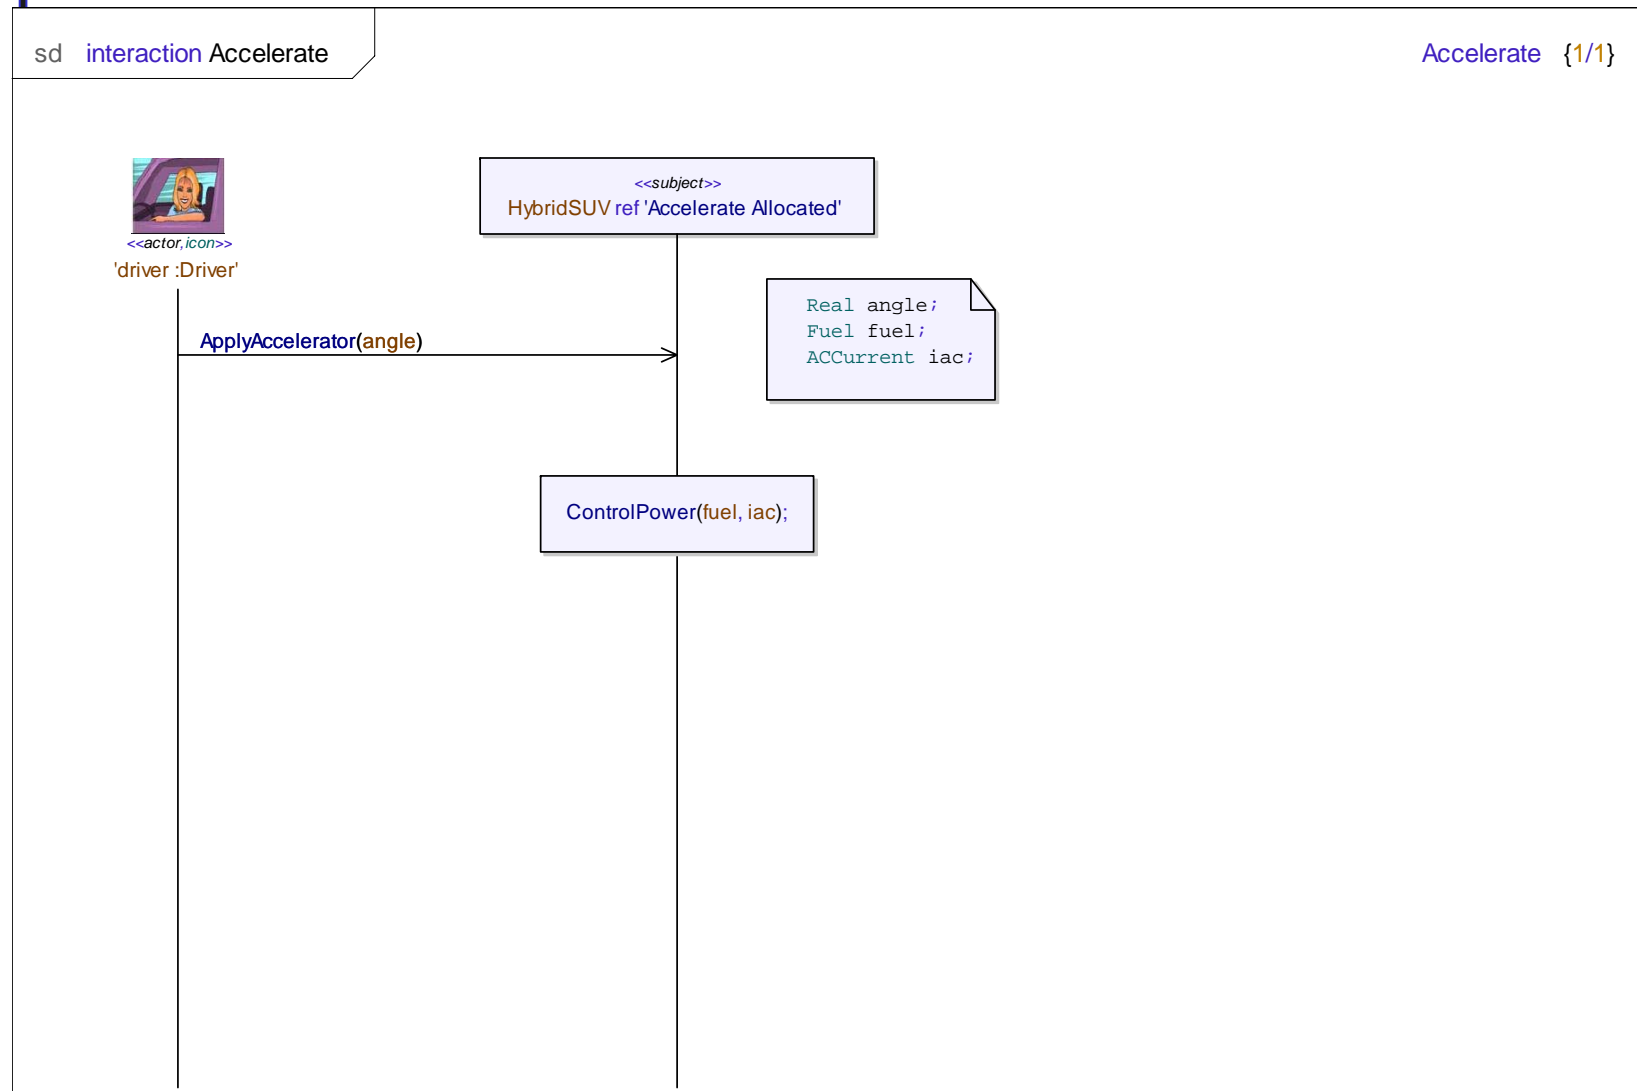 sd interaction Accelerate
Accelerate {1/1}
<<subject>>
HybridSUV ref 'Accelerate Allocated'
<<actor,icon>>
'driver :Driver'
Real angle;
Fuel fuel;
ACCurrent iac;
ApplyAccelerator(angle)
ControlPower(fuel, iac);